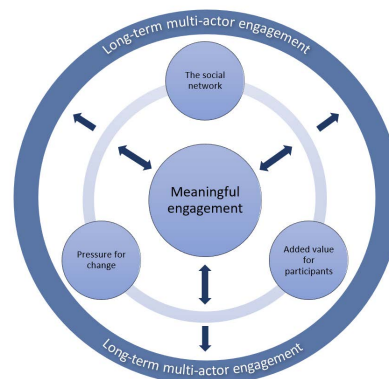 Long-term multi-actor engagement
The social
network
Meaningful
engagement
Pressure for
change
Added value
for
participants
Long-term multi-actor engagement